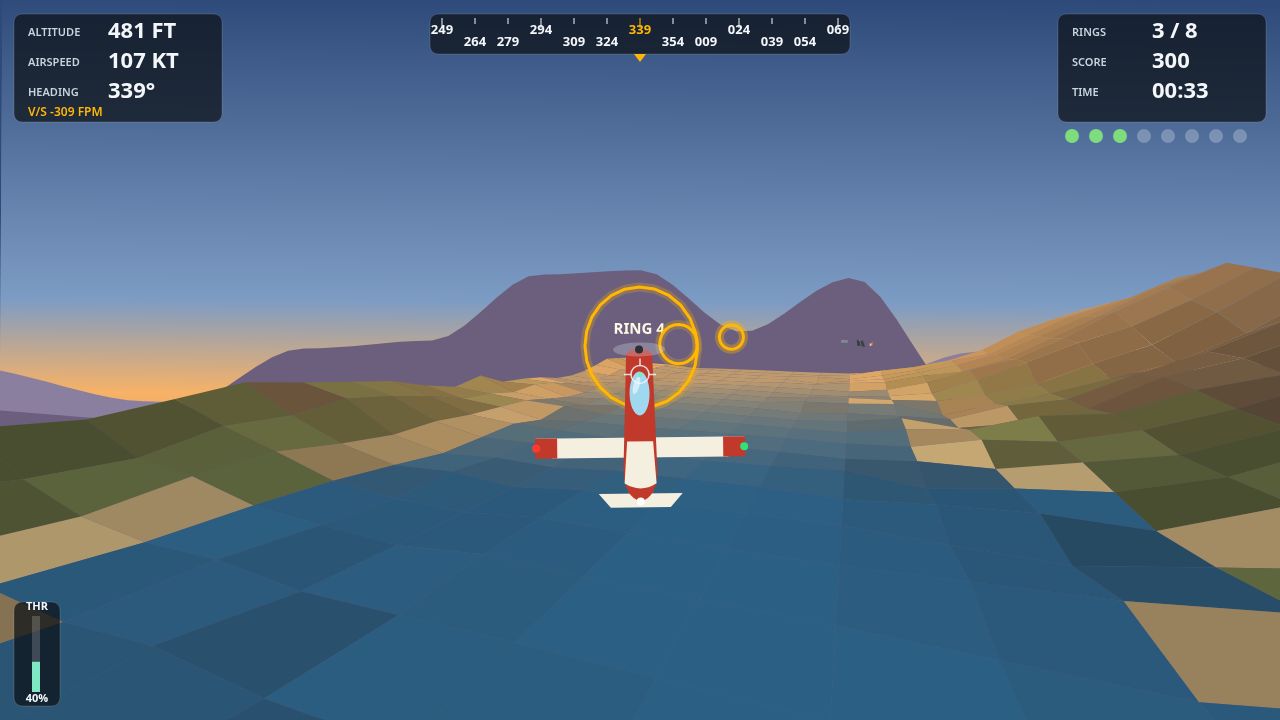 ALTITUDE 481 FT
AIRSPEED 107 KT
HEADING 339°
V/S -309 FPM
249 264 279 294 309 324 339 354 009 024 039 054 069
RINGS 3 / 8
SCORE 300
TIME 00:33
RING 4
THR
40%